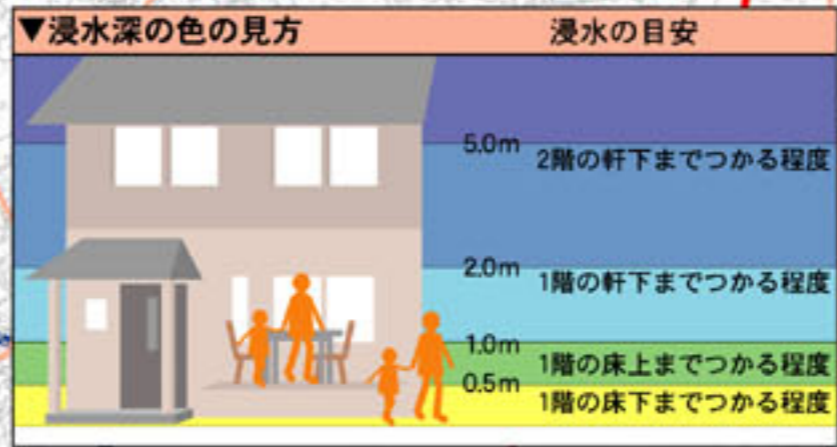 ▼浸水深の色の見方 浸水の目安
5.0m
2階の軒下までつかる程度
2.0m
1階の軒下までつかる程度
1.0m
1階の床上までつかる程度
0.5m
1階の床下までつかる程度